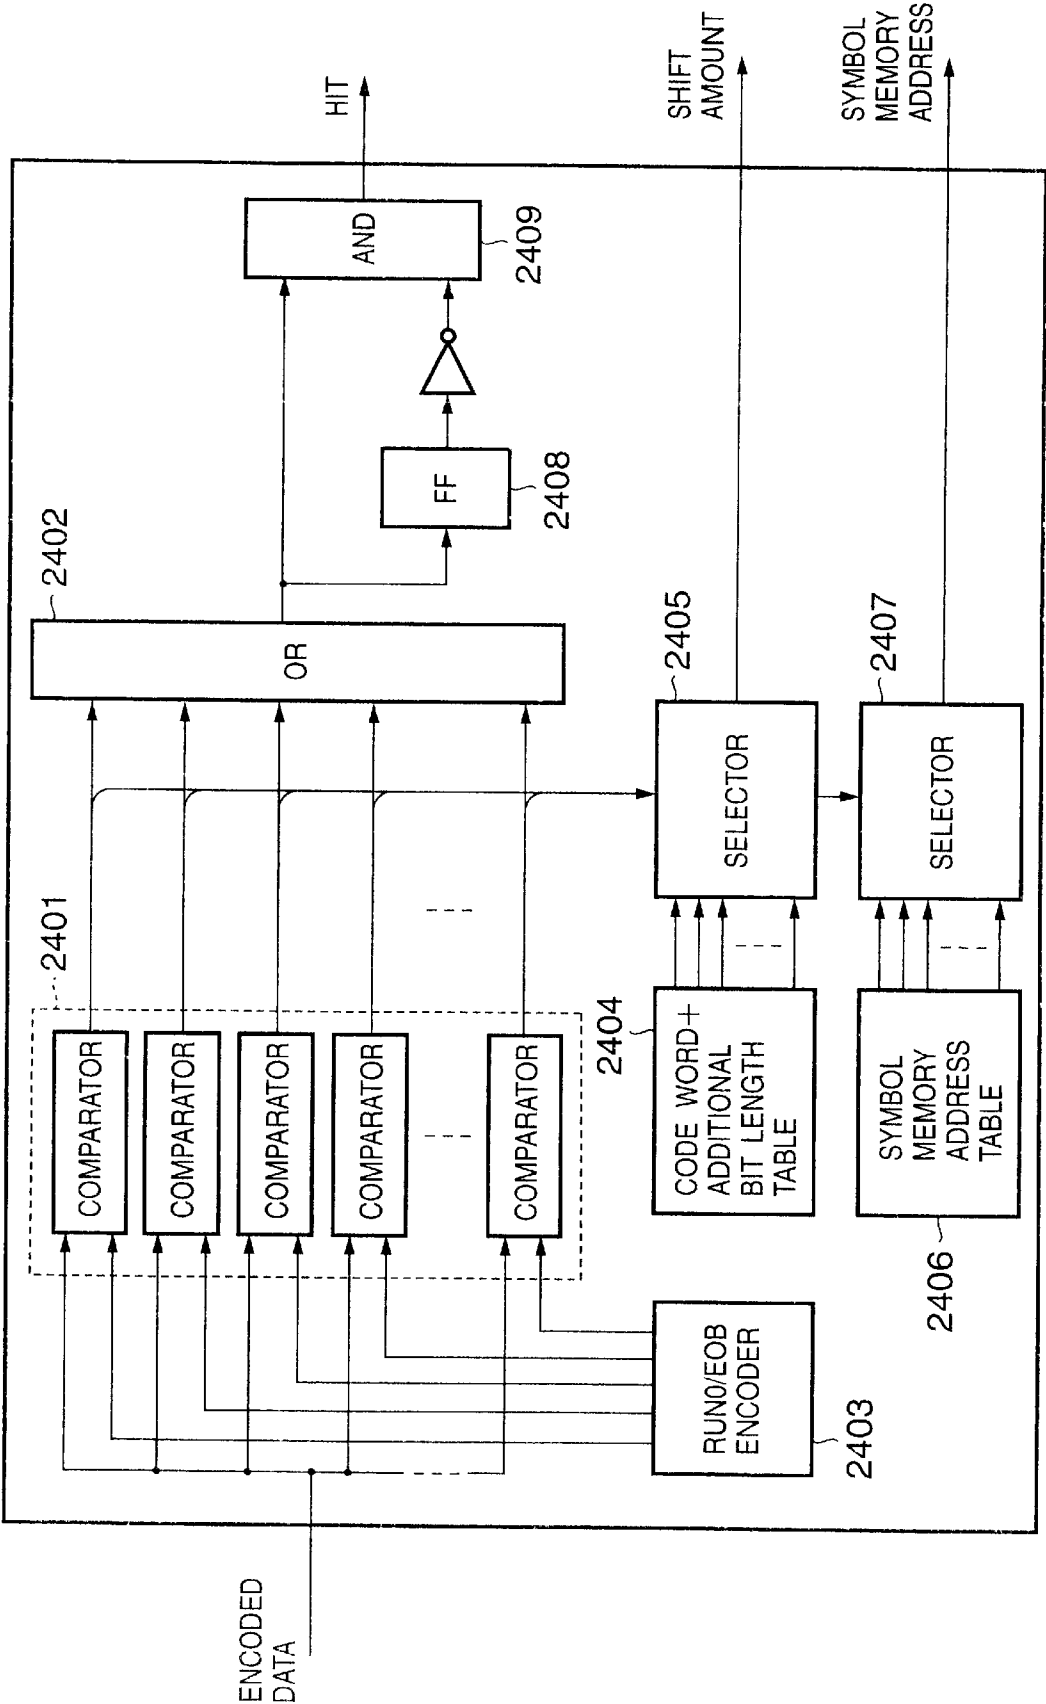 ENCODED
DATA
2401
COMPARATOR
COMPARATOR
COMPARATOR
COMPARATOR
COMPARATOR
2402
OR
FF
2408
AND
2409
HIT
RUN0/EOB
ENCODER
2403
2404
CODE WORD+
ADDITIONAL
BIT LENGTH
TABLE
SELECTOR
2405
SHIFT
AMOUNT
SYMBOL
MEMORY
ADDRESS
TABLE
2406
SELECTOR
2407
SYMBOL
MEMORY
ADDRESS